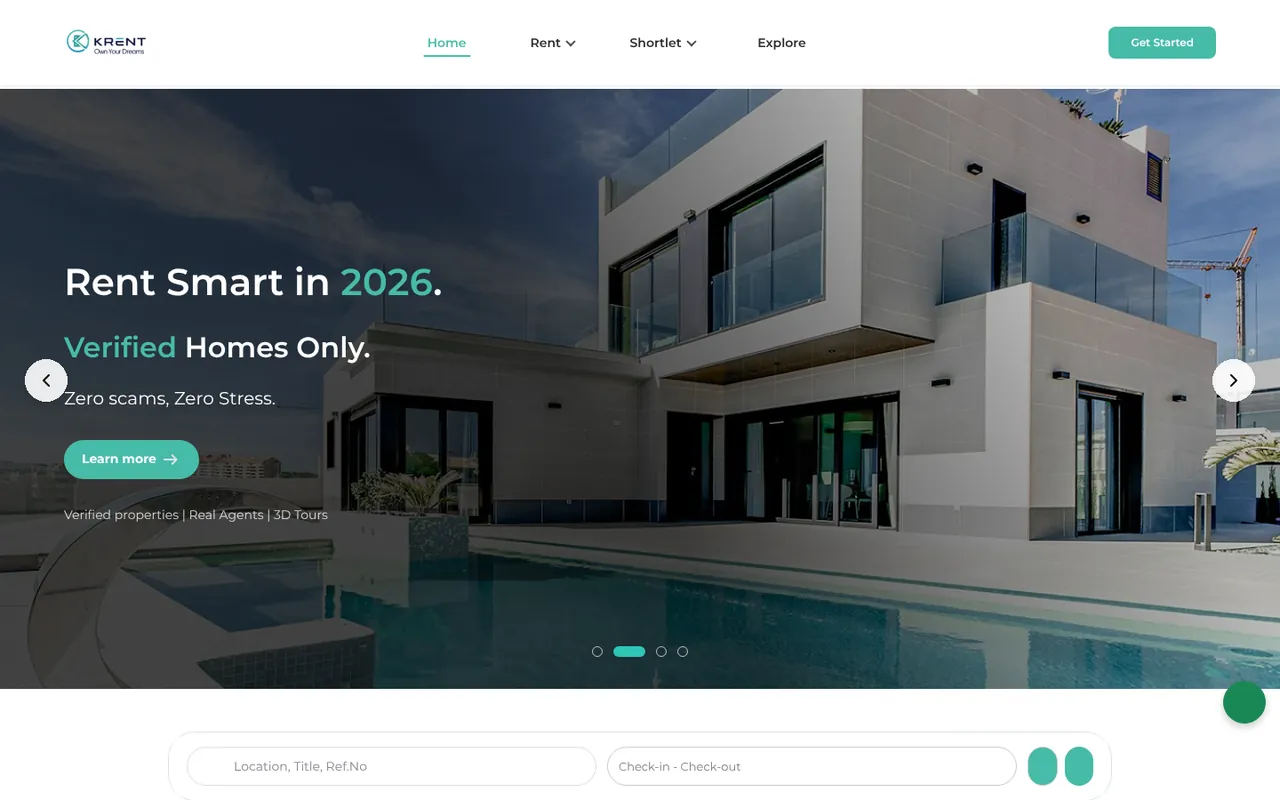 KRENT
Own Your Dreams
Home
Rent
Shortlet
Explore
Get Started
Rent Smart in 2026.
Verified Homes Only.
Zero scams, Zero Stress.
Learn more
Verified properties | Real Agents | 3D Tours
Location, Title, Ref.No
Check-in - Check-out